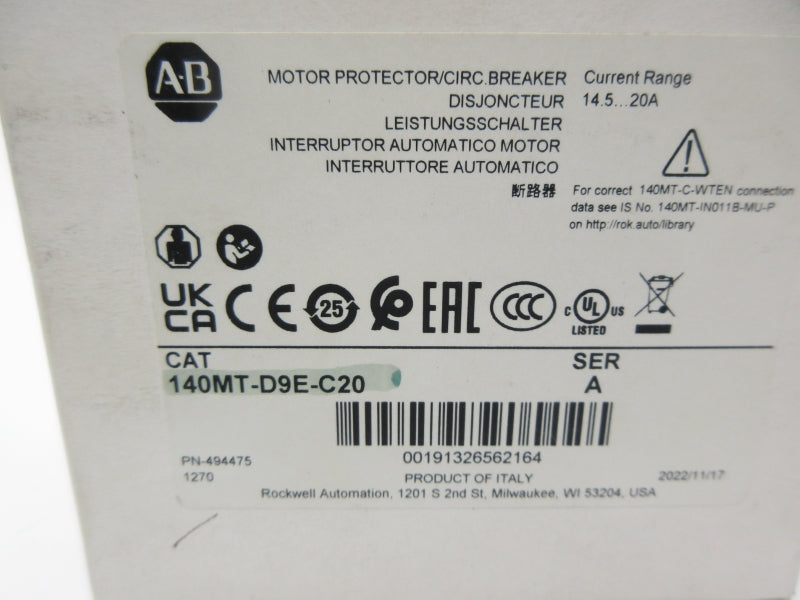 A-B
MOTOR PROTECTOR/CIRC.BREAKER
DISJONCTEUR
LEISTUNGSSCHALTER
INTERRUPTOR AUTOMATICO MOTOR
INTERRUTTORE AUTOMATICO
断路器
Current Range
14.5...20A
For correct 140MT-C-WTEN connection
data see IS No. 140MT-IN011B-MU-P
on http://rok.auto/library
UK
CA
CE
25
EAC
CCC
C UL US
LISTED
CAT
140MT-D9E-C20
SER
A
00191326562164
PN-494475
1270
PRODUCT OF ITALY
2022/11/17
Rockwell Automation, 1201 S 2nd St, Milwaukee, WI 53204, USA